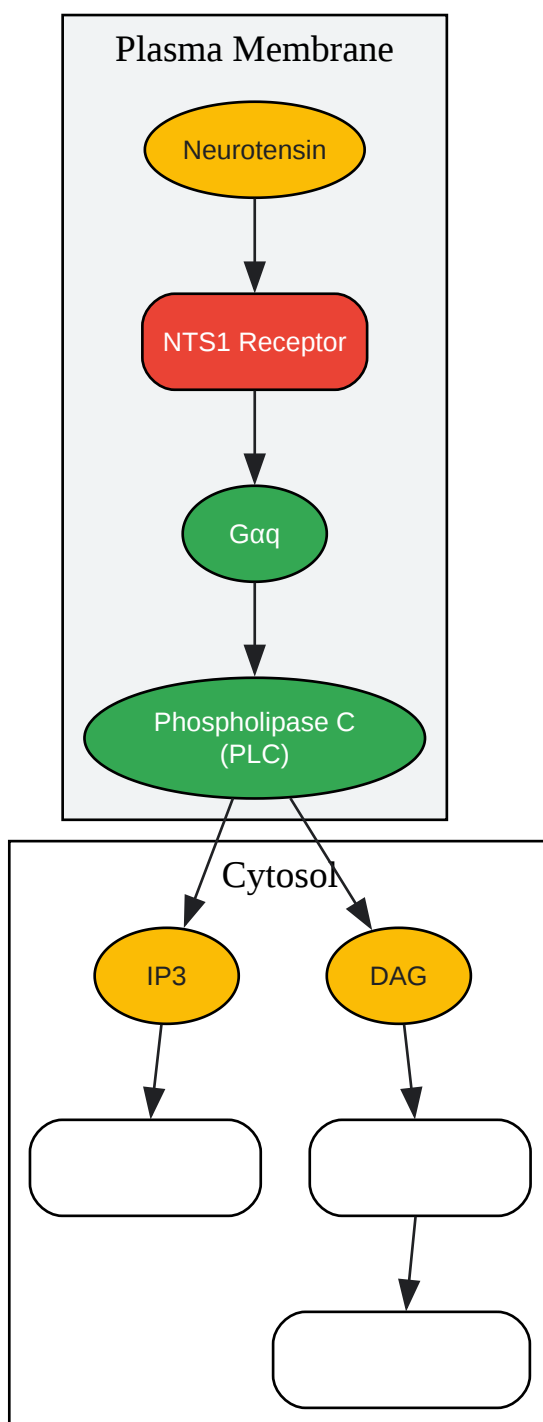 Plasma Membrane
Neurotensin
NTS1 Receptor
Gαq
Phospholipase C
(PLC)
Cytosol
IP3
DAG